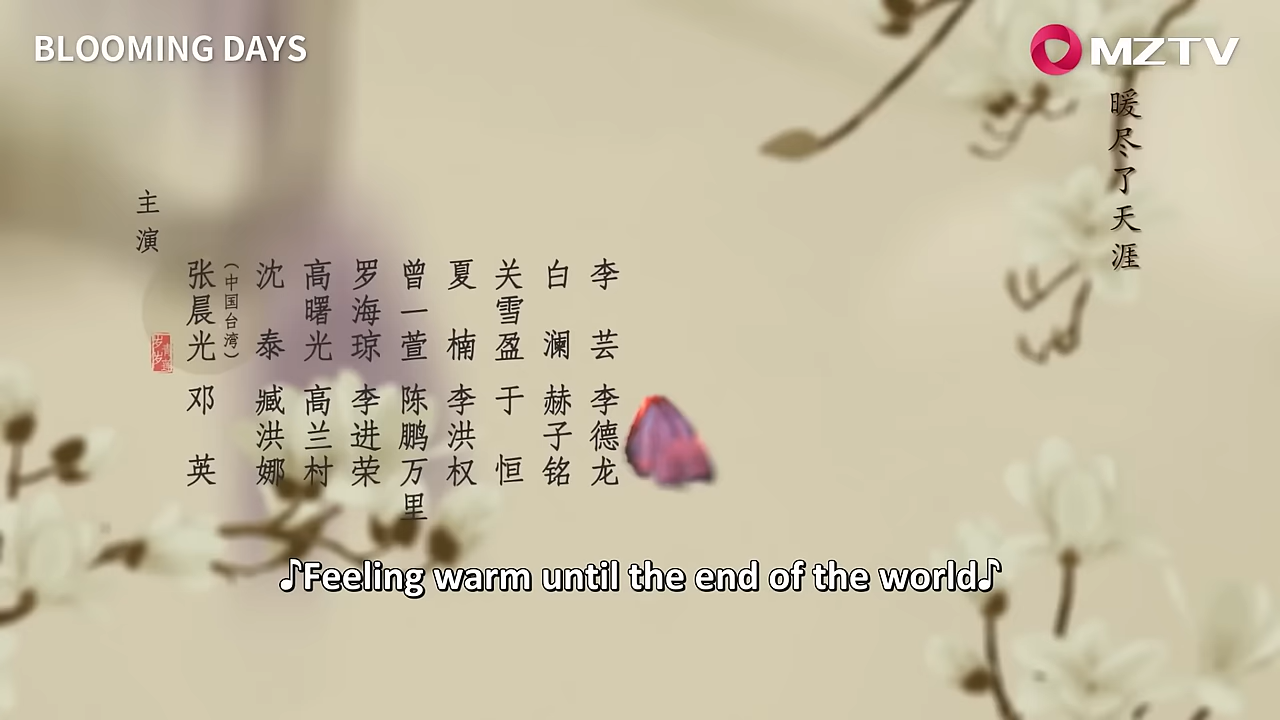 BLOOMING DAYS
MZTV
暖尽了天涯
主演
张晨光
(中国台湾)
沈泰
高曙光
罗海琼
曾一萱
夏楠
关雪盈
白澜
李芸
邓英
臧洪娜
高兰村
李进荣
陈鹏万里
李洪权
于恒
赫子铭
李德龙
♪Feeling warm until the end of the world♪